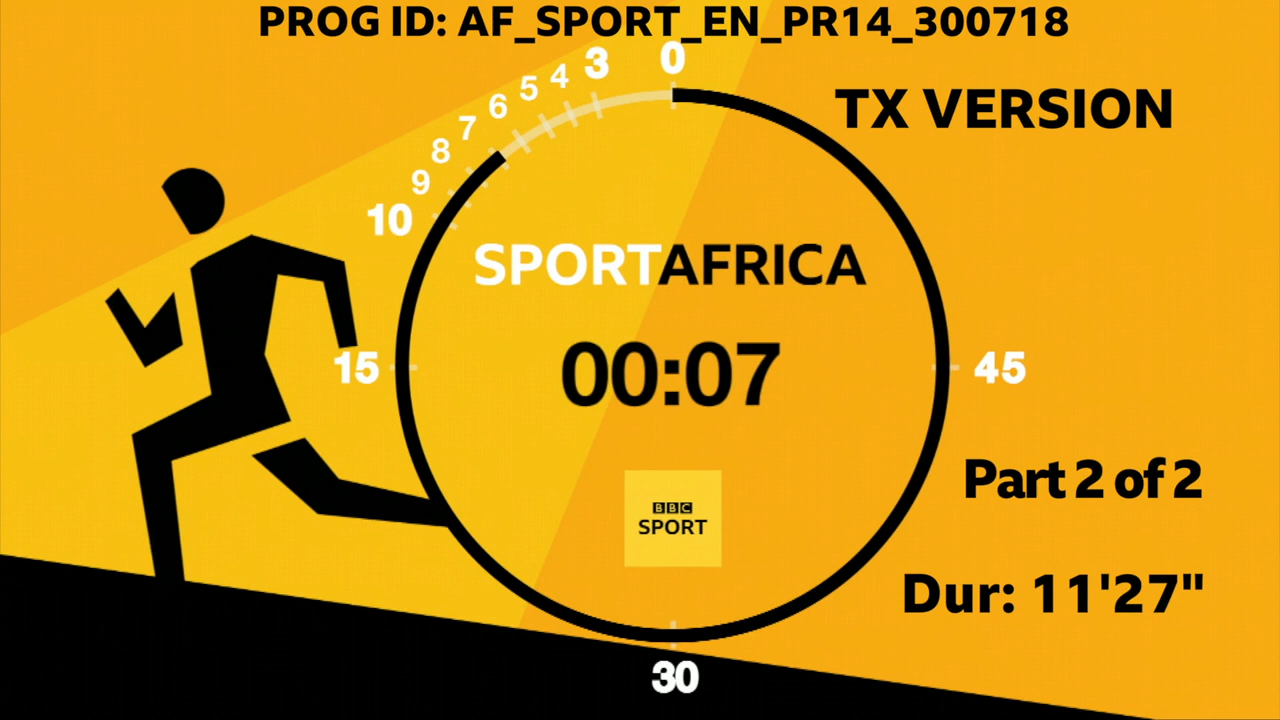 PROG ID: AF_SPORT_EN_PR14_300718
0
3
4
5
6
7
8
9
10
TX VERSION
SPORTAFRICA
00:07
15
45
Part 2 of 2
BBC
SPORT
Dur: 11'27"
30